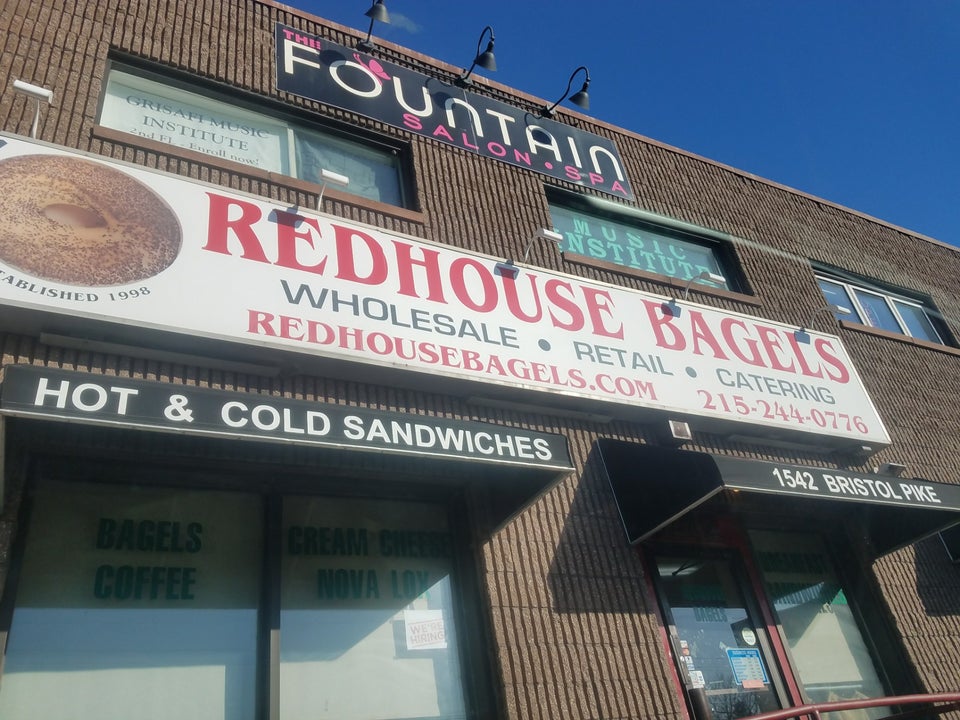 THE
FOUNTAIN
SALON • SPA
GRISAFI MUSIC
INSTITUTE
2nd FL - Enroll now!
MUSIC
INSTITUTE
REDHOUSE BAGELS
WHOLESALE • RETAIL • CATERING
REDHOUSEBAGELS.COM 215-244-0776
ESTABLISHED 1998
HOT & COLD SANDWICHES
1542 BRISTOL PIKE
BAGELS
COFFEE
CREAM CHEESE
NOVA LOX
WE'RE
HIRING
BAGELS